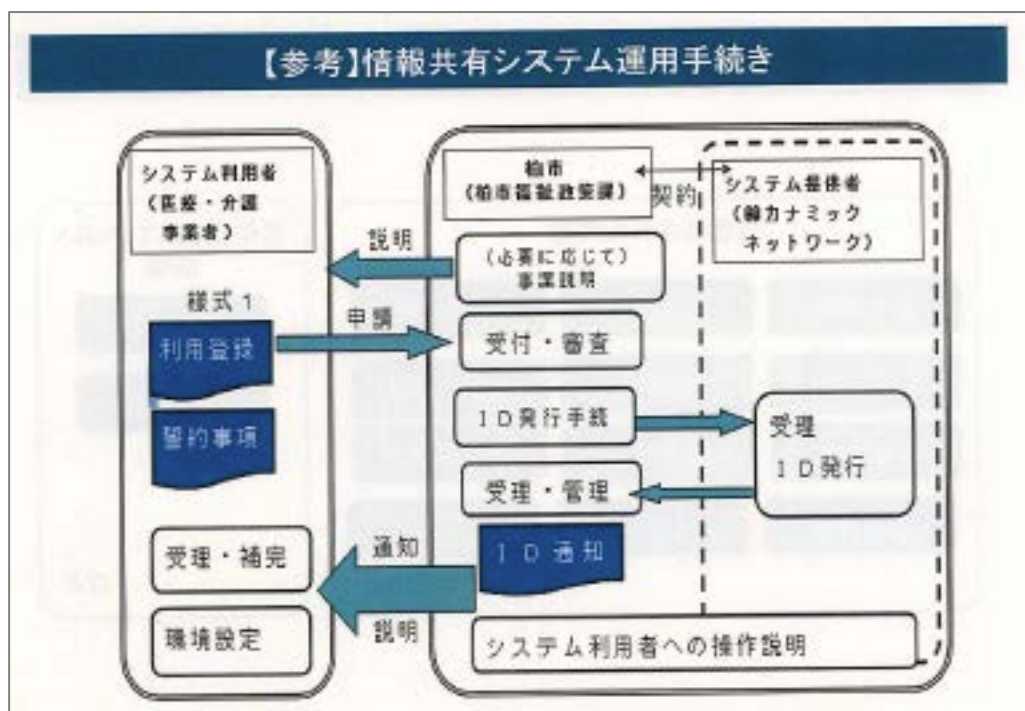 【参考】情報共有システム運用手続き
システム利用者
（医療・介護
事業者）
柏市
（柏市福祉政策課）
契約
システム提供者
（㈱カナミック
ネットワーク）
説明
（必要に応じて）
事業説明
様式１
利用登録
誓約事項
申請
受付・審査
ＩＤ発行手続
受理
ＩＤ発行
受理・管理
ＩＤ通知
通知
説明
受理・補完
環境設定
システム利用者への操作説明